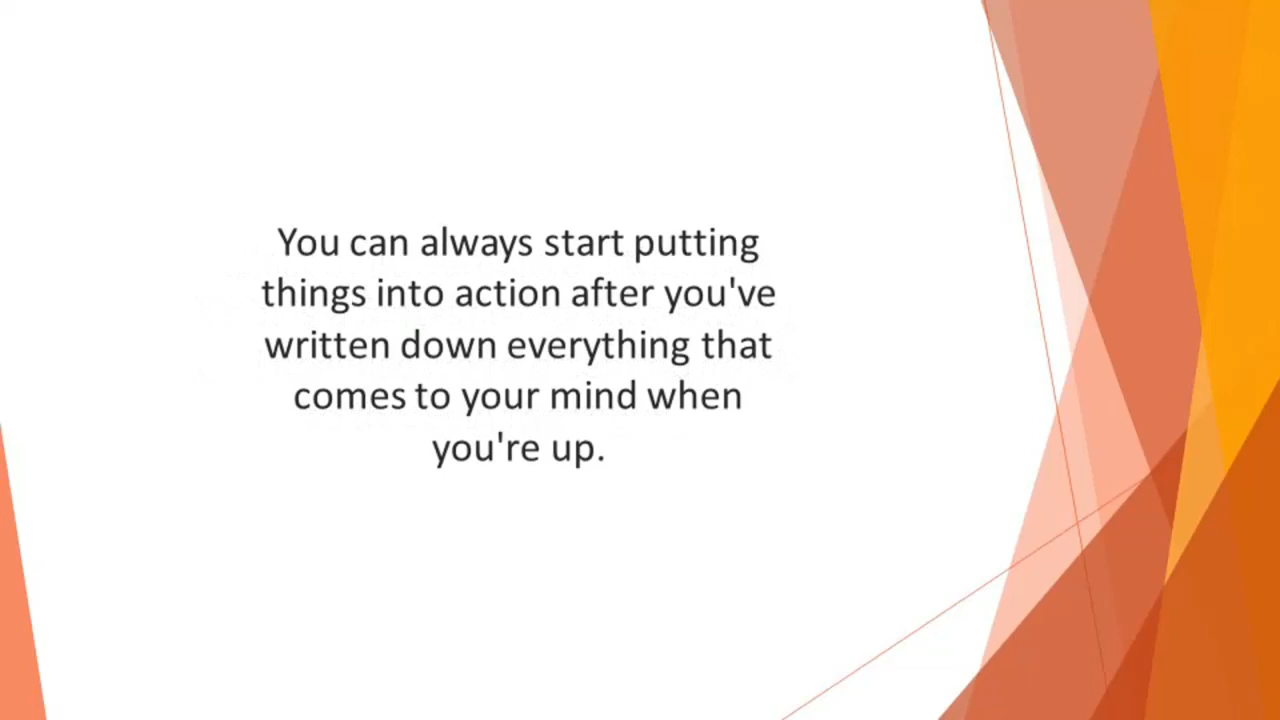 You can always start putting
things into action after you've
written down everything that
comes to your mind when
you're up.